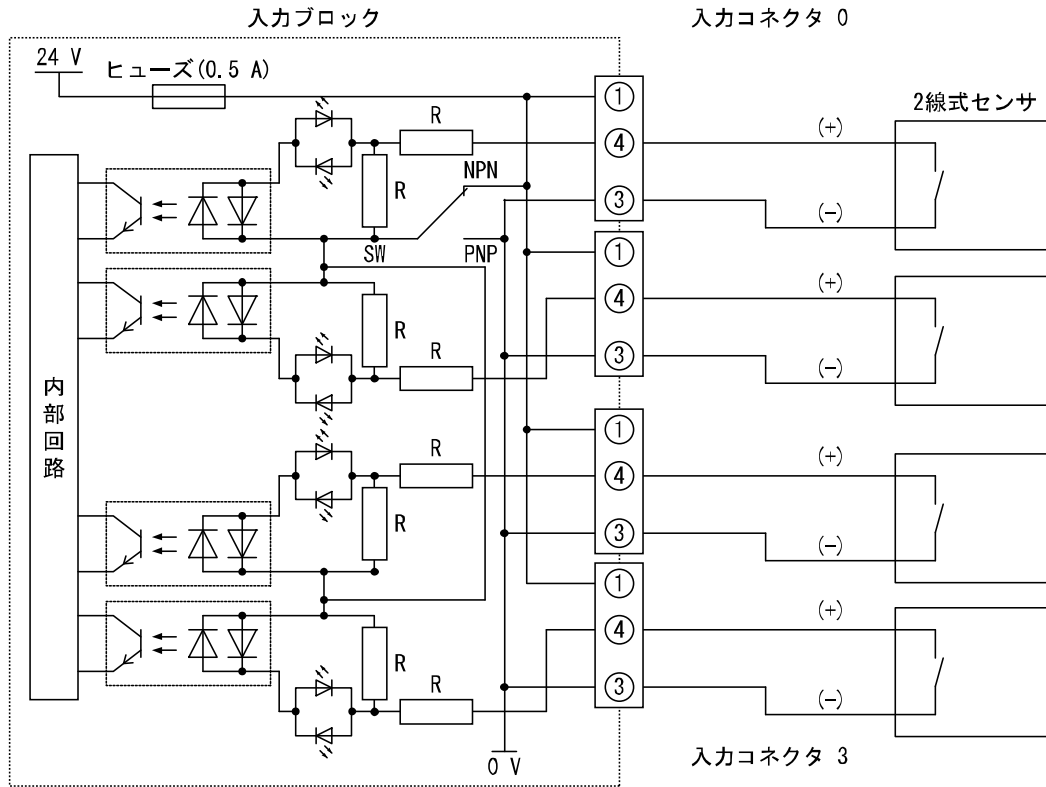 入力ブロック
入力コネクタ 0
24 V
ヒューズ(0.5 A)
①
2線式センサ
R
④
(+)
NPN
R
③
(-)
SW
PNP
①
R
④
(+)
R
③
(-)
内部回路
①
R
④
(+)
R
③
(-)
①
R
④
(+)
R
③
(-)
0 V
入力コネクタ 3